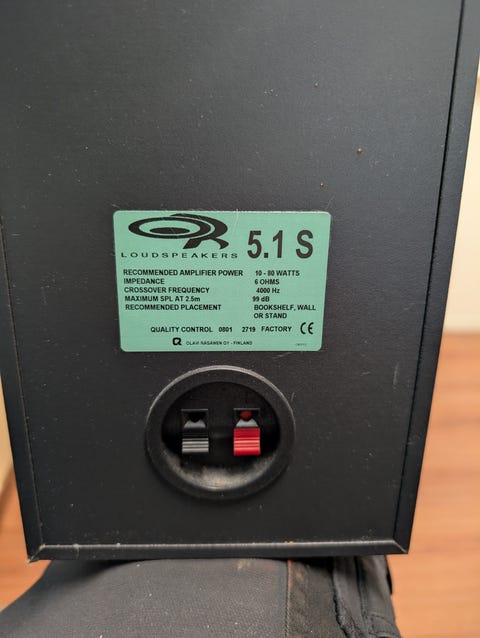 OR
LOUDSPEAKERS 5.1 S
RECOMMENDED AMPLIFIER POWER 10 - 80 WATTS
IMPEDANCE 6 OHMS
CROSSOVER FREQUENCY 4000 Hz
MAXIMUM SPL AT 2.5m 99 dB
RECOMMENDED PLACEMENT BOOKSHELF, WALL
OR STAND
QUALITY CONTROL 0801 2719 FACTORY CE
Q OLAVI RÄSÄNEN OY - FINLAND